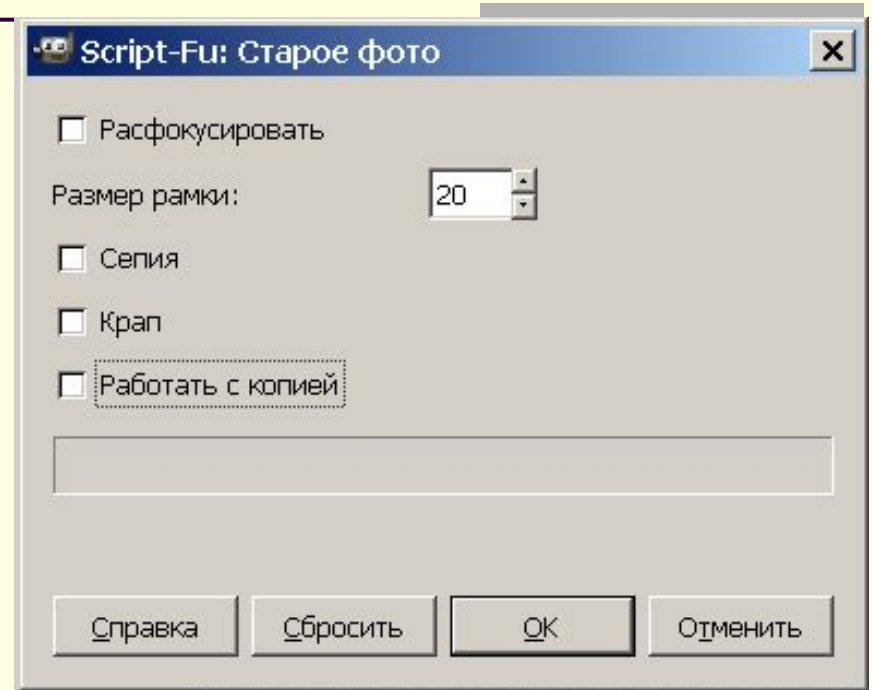 Script-Fu: Старое фото
Расфокусировать
Размер рамки: 20
Сепия
Крап
Работать с копией
Справка Сбросить OK Отменить